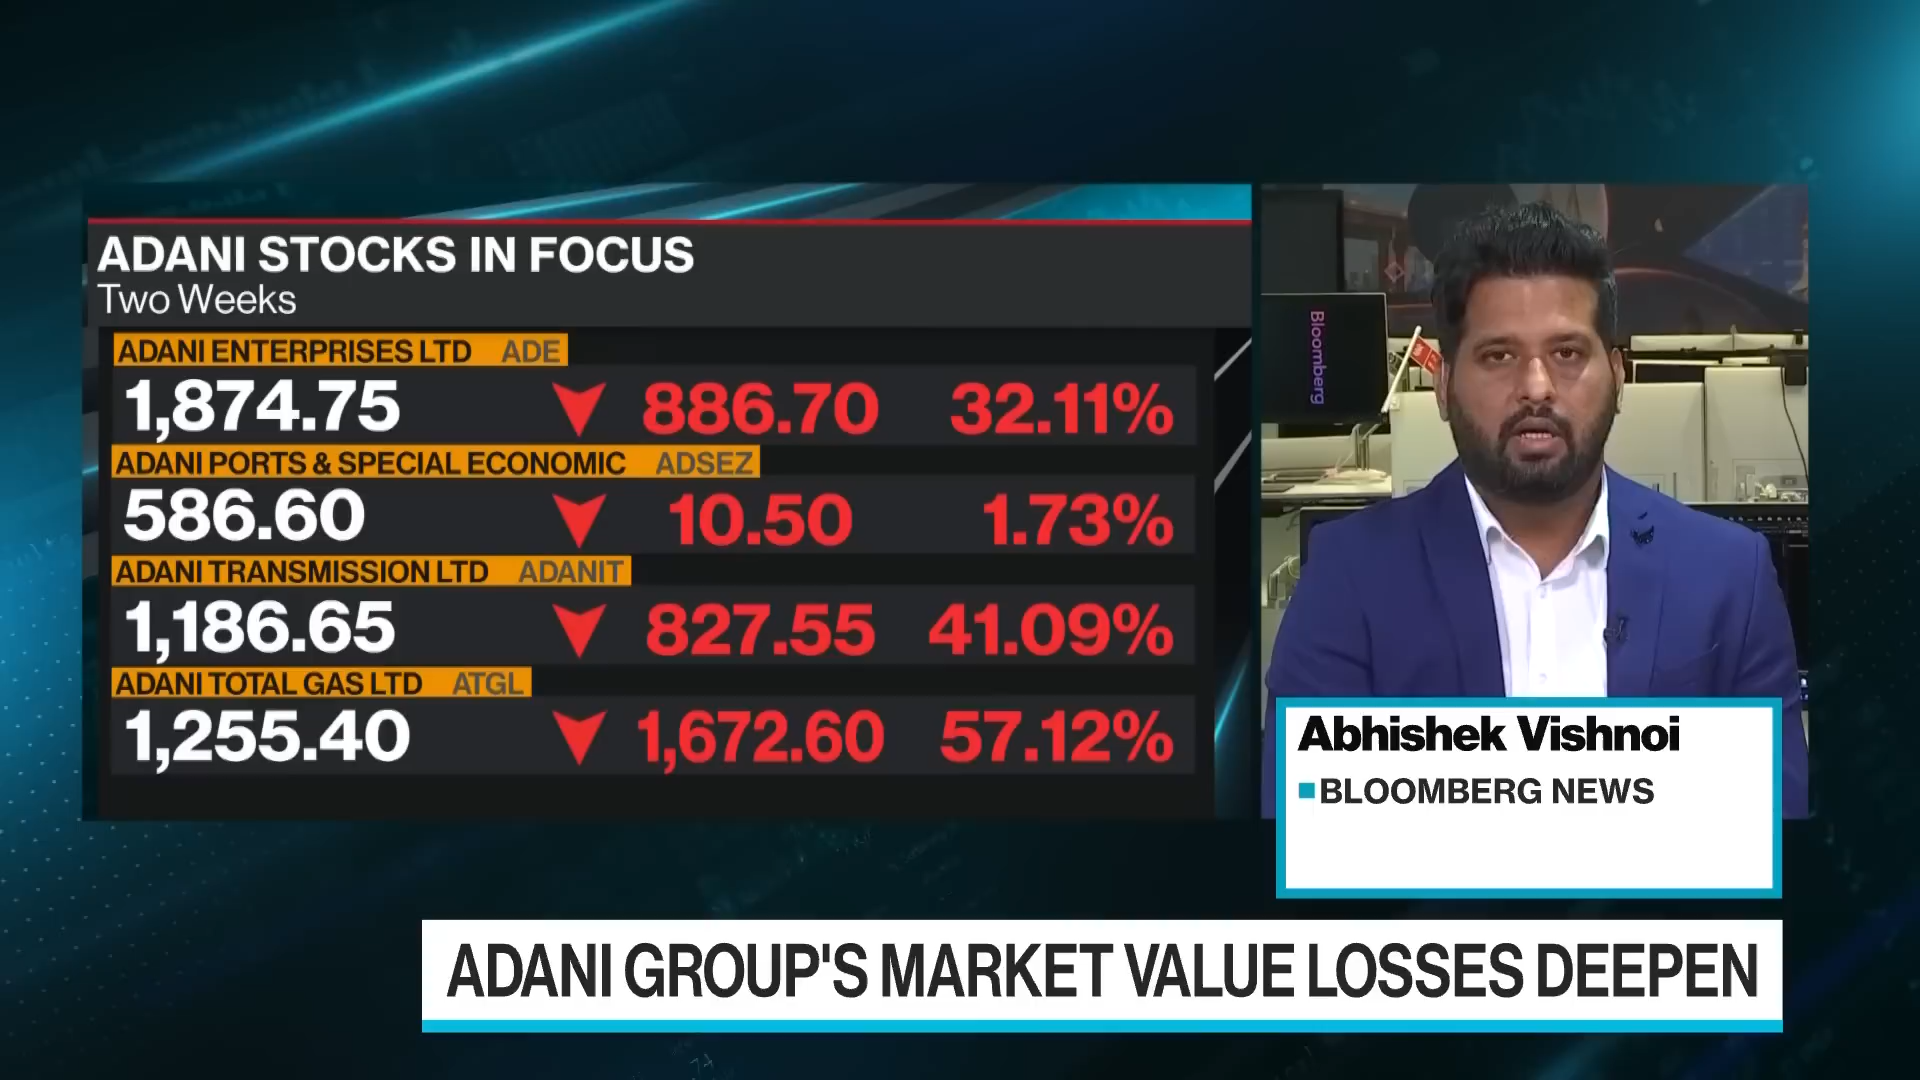 ADANI STOCKS IN FOCUS
Two Weeks
ADANI ENTERPRISES LTD ADE
1,874.75 886.70 32.11%
ADANI PORTS & SPECIAL ECONOMIC ADSEZ
586.60 10.50 1.73%
ADANI TRANSMISSION LTD ADANIT
1,186.65 827.55 41.09%
ADANI TOTAL GAS LTD ATGL
1,255.40 1,672.60 57.12%
Bloomberg
Abhishek Vishnoi
BLOOMBERG NEWS
ADANI GROUP'S MARKET VALUE LOSSES DEEPEN